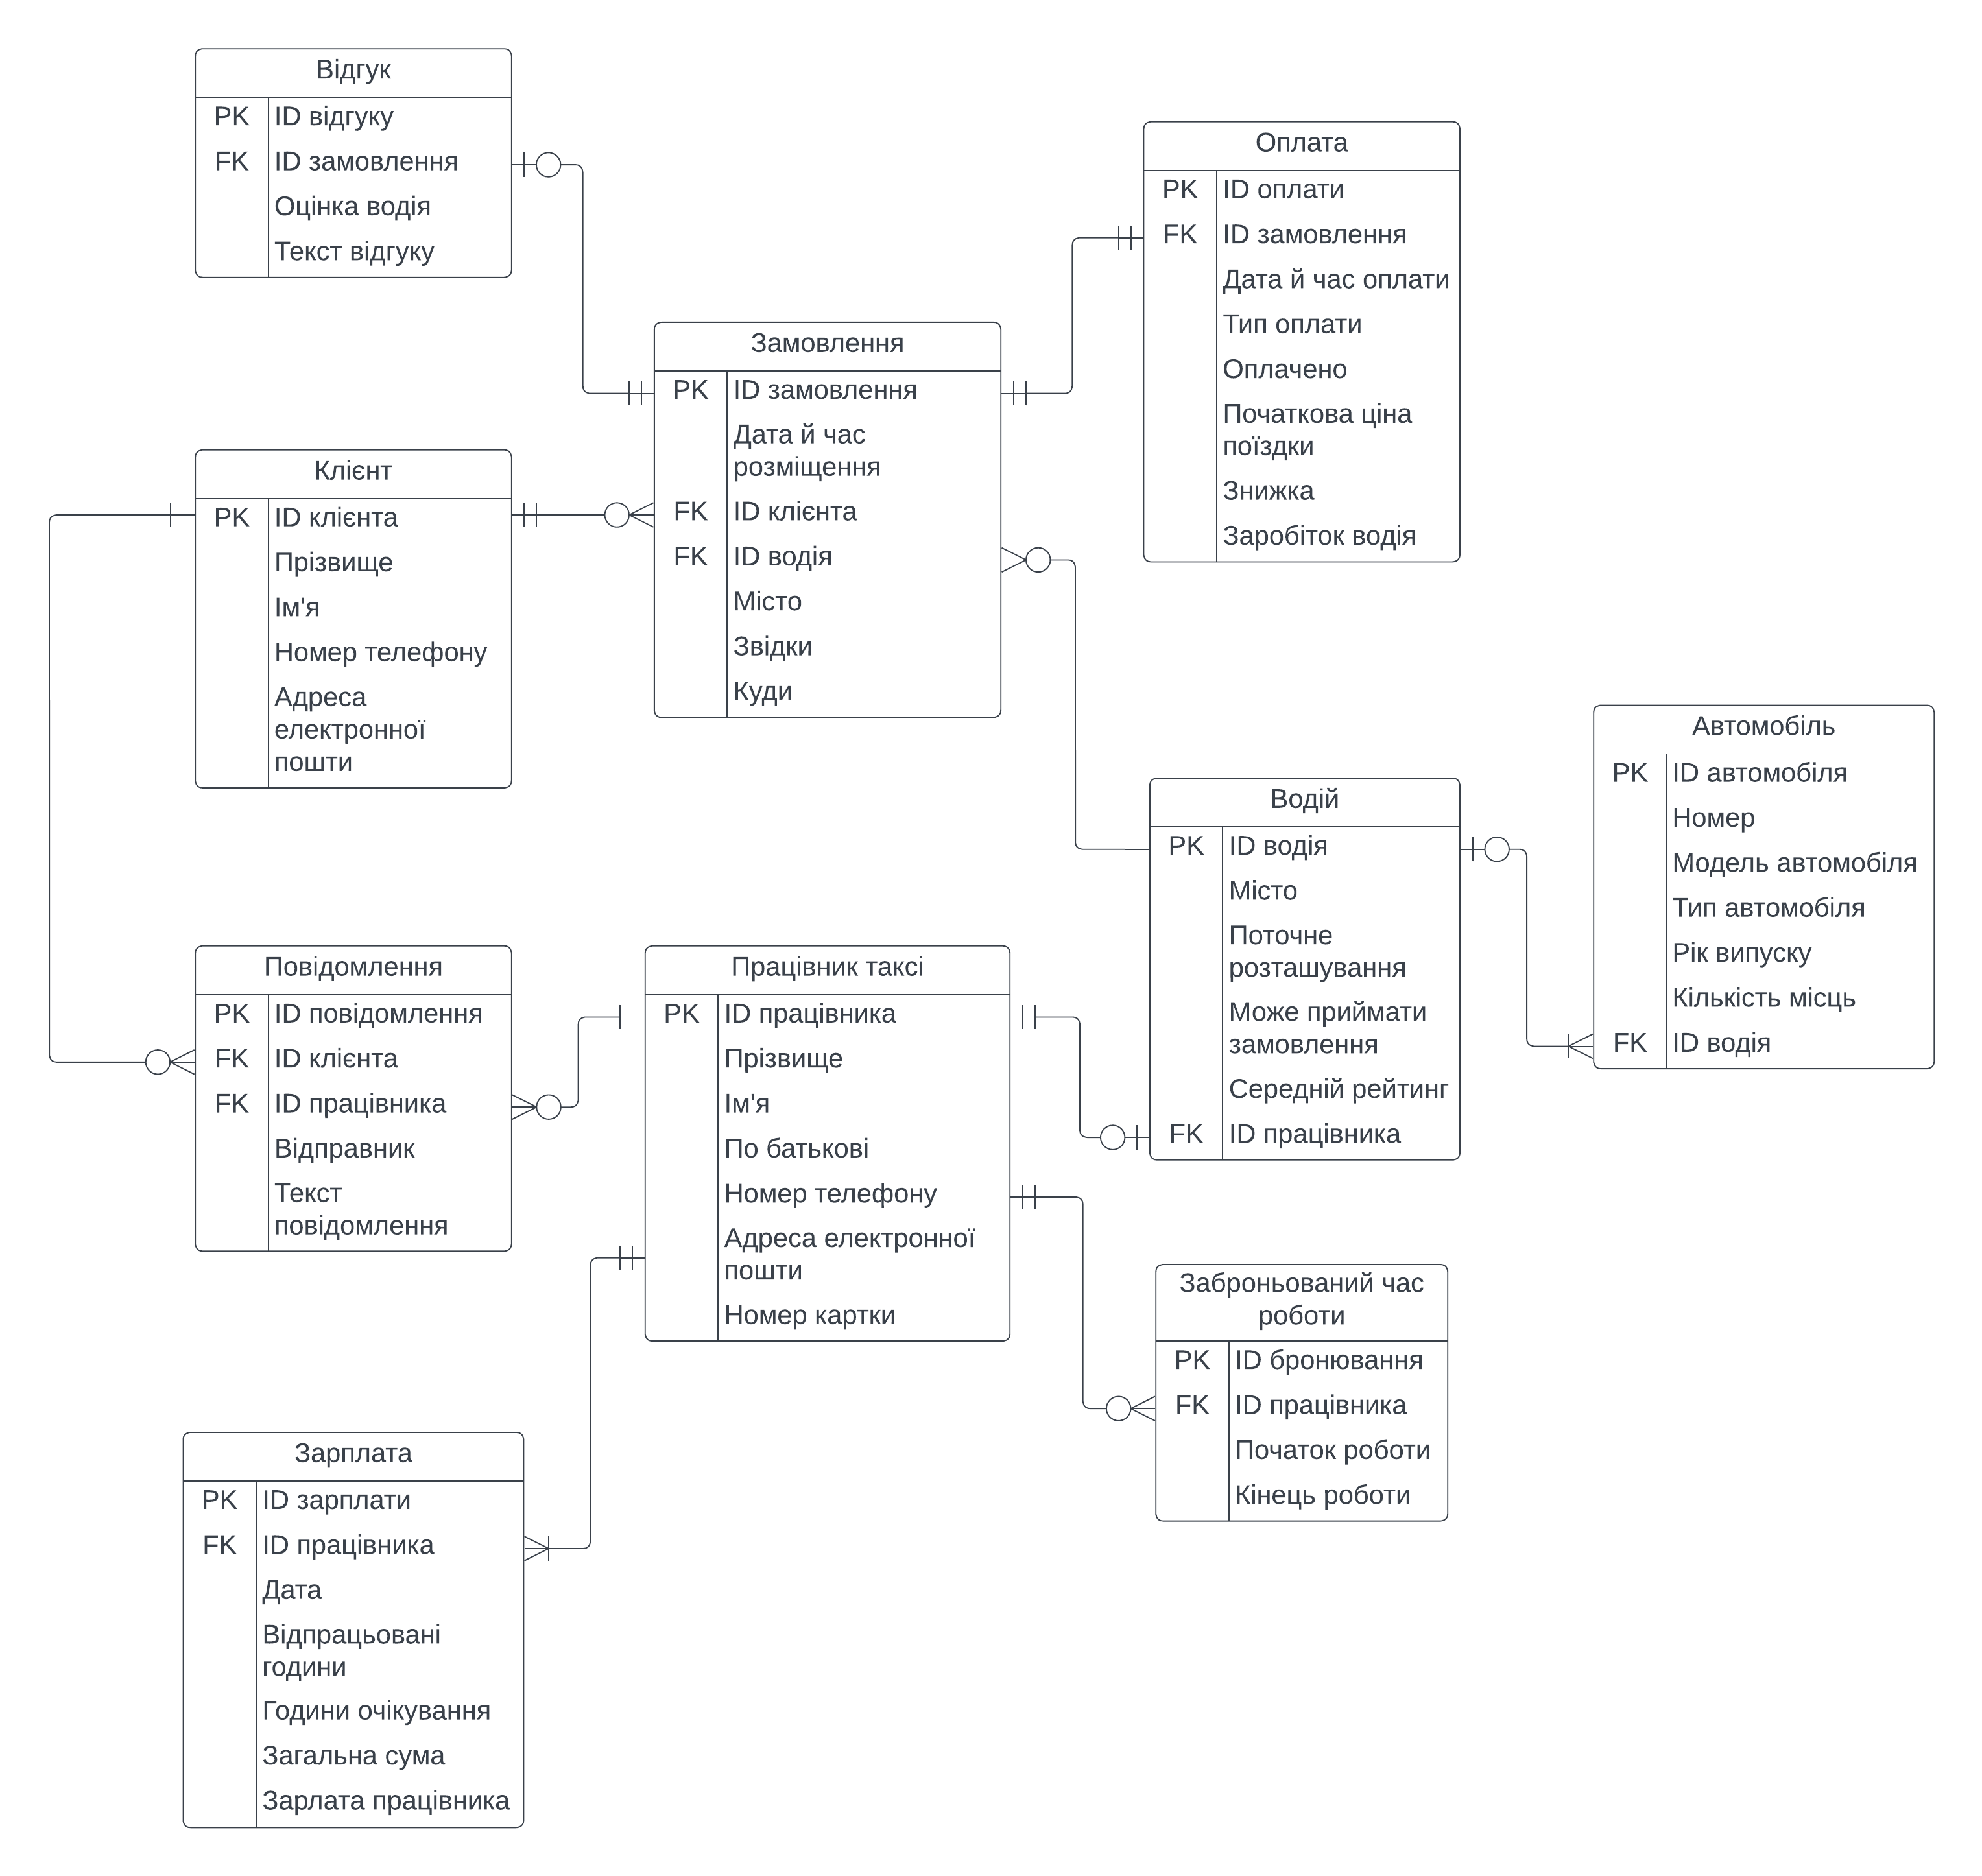 Відгук
PK ID відгуку
FK ID замовлення
Оцінка водія
Текст відгуку
Оплата
PK ID оплати
FK ID замовлення
Дата й час оплати
Тип оплати
Оплачено
Початкова ціна
поїздки
Знижка
Заробіток водія
Замовлення
PK ID замовлення
Дата й час
розміщення
FK ID клієнта
FK ID водія
Місто
Звідки
Куди
Клієнт
PK ID клієнта
Прізвище
Ім'я
Номер телефону
Адреса
електронної
пошти
Автомобіль
PK ID автомобіля
Номер
Модель автомобіля
Тип автомобіля
Рік випуску
Кількість місць
FK ID водія
Водій
PK ID водія
Місто
Поточне
розташування
Може приймати
замовлення
Середній рейтинг
FK ID працівника
Повідомлення
PK ID повідомлення
FK ID клієнта
FK ID працівника
Відправник
Текст
повідомлення
Працівник таксі
PK ID працівника
Прізвище
Ім'я
По батькові
Номер телефону
Адреса електронної
пошти
Номер картки
Заброньований час
роботи
PK ID бронювання
FK ID працівника
Початок роботи
Кінець роботи
Зарплата
PK ID зарплати
FK ID працівника
Дата
Відпрацьовані
години
Години очікування
Загальна сума
Зарлата працівника